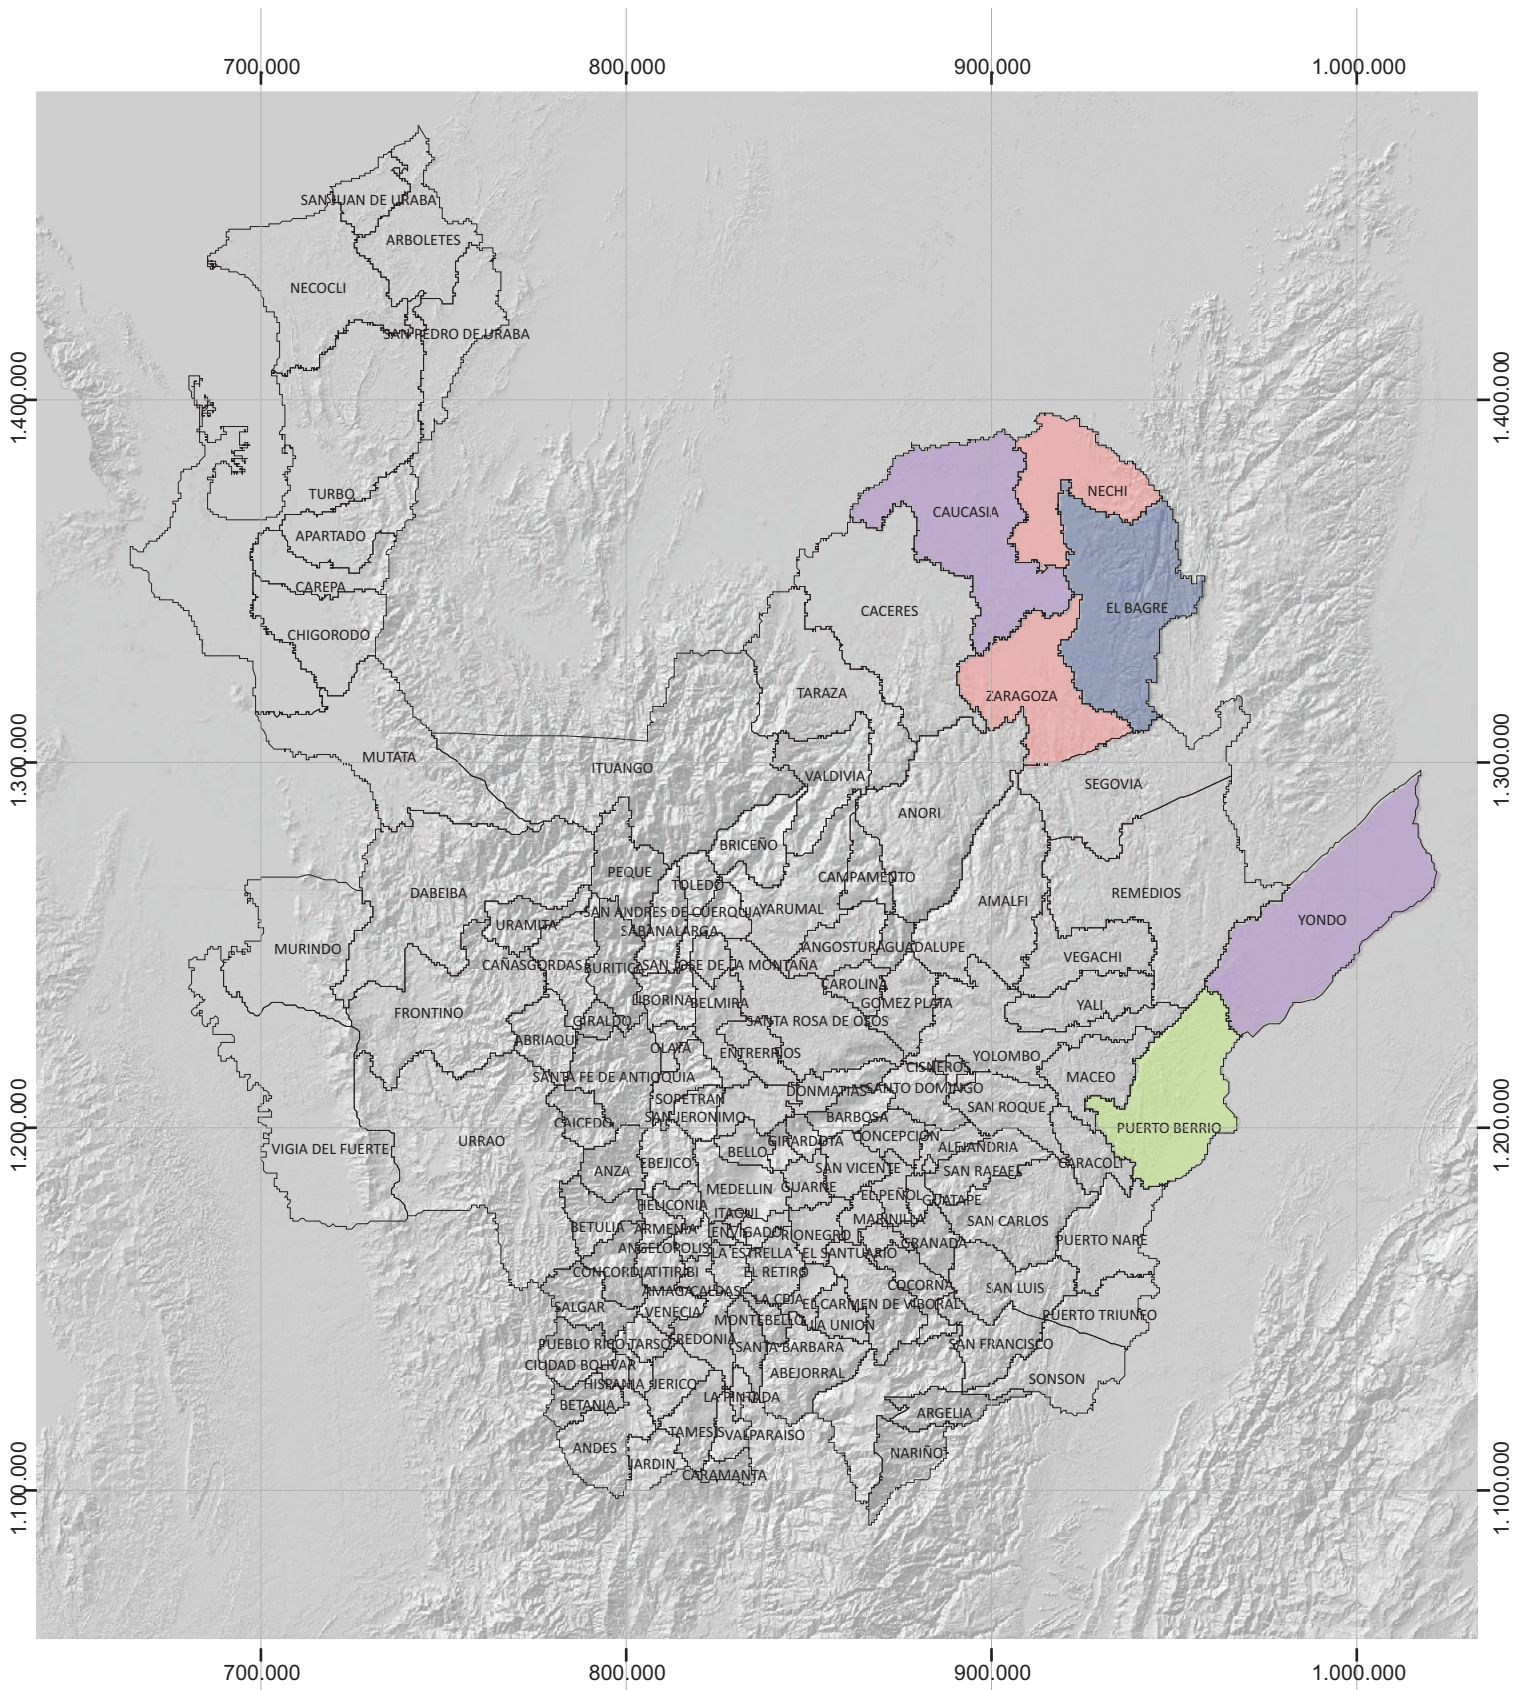 700.000 800.000 900.000 1.000.000
SAN JUAN DE URABA
ARBOLETES
NECOCLI
SAN PEDRO DE URABA
1.400.000
1.400.000
TURBO
NECHI
CAUCASIA
APARTADO
CAREPA
EL BAGRE
CACERES
CHIGORODO
TARAZA
ZARAGOZA
MUTATA
1.300.000
1.300.000
ITUANGO
VALDIVIA
SEGOVIA
ANORI
BRICEÑO
PEQUE
CAMPAMENTO
TOLEDO
DABEIBA
AMALFI
REMEDIOS
SAN ANDRES DE CUERQUIA
YARUMAL
YONDO
URAMITA
SABANALARGA
MURINDO
ANGOSTURA
GUADALUPE
VEGACHI
CAÑASGORDAS
BURITICA
SAN JOSE DE LA MONTAÑA
CAROLINA
LIBORINA
BELMIRA
GOMEZ PLATA
YALI
FRONTINO
GIRALDO
SANTA ROSA DE OSOS
ABRIAQUI
OLAYA
ENTRERRIOS
YOLOMBO
CISNEROS
SANTA FE DE ANTIOQUIA
MACEO
DONMATIAS
SANTO DOMINGO
SOPETRAN
SAN ROQUE
SAN JERONIMO
BARBOSA
CAICEDO
1.200.000
1.200.000
PUERTO BERRIO
VIGIA DEL FUERTE
URRAO
GIRARDOTA
CONCEPCION
ALEJANDRIA
BELLO
EBEJICO
CARACOLI
ANZA
SAN VICENTE
SAN RAFAEL
MEDELLIN
GUARNE
EL PEÑOL
GUATAPE
HELICONIA
ITAGUI
MARINILLA
SAN CARLOS
BETULIA
ARMENIA
ENVIGADO
RIONEGRO
PUERTO NARE
ANGELOPOLIS
LA ESTRELLA
EL SANTUARIO
GRANADA
CONCORDIA
TITIRIBI
EL RETIRO
COCORNA
SAN LUIS
AMAGA
CALDAS
LA CEJA
SALGAR
VENECIA
EL CARMEN DE VIBORAL
PUERTO TRIUNFO
MONTEBELLO
LA UNION
PUEBLO RICO
TARSO
FREDONIA
SANTA BARBARA
SAN FRANCISCO
CIUDAD BOLIVAR
ABEJORRAL
HISPANIA
JERICO
SONSON
LA PINTADA
BETANIA
ARGELIA
TAMESIS
VALPARAISO
ANDES
NARIÑO
JARDIN
CARAMANTA
1.100.000
1.100.000
700.000 800.000 900.000 1.000.000